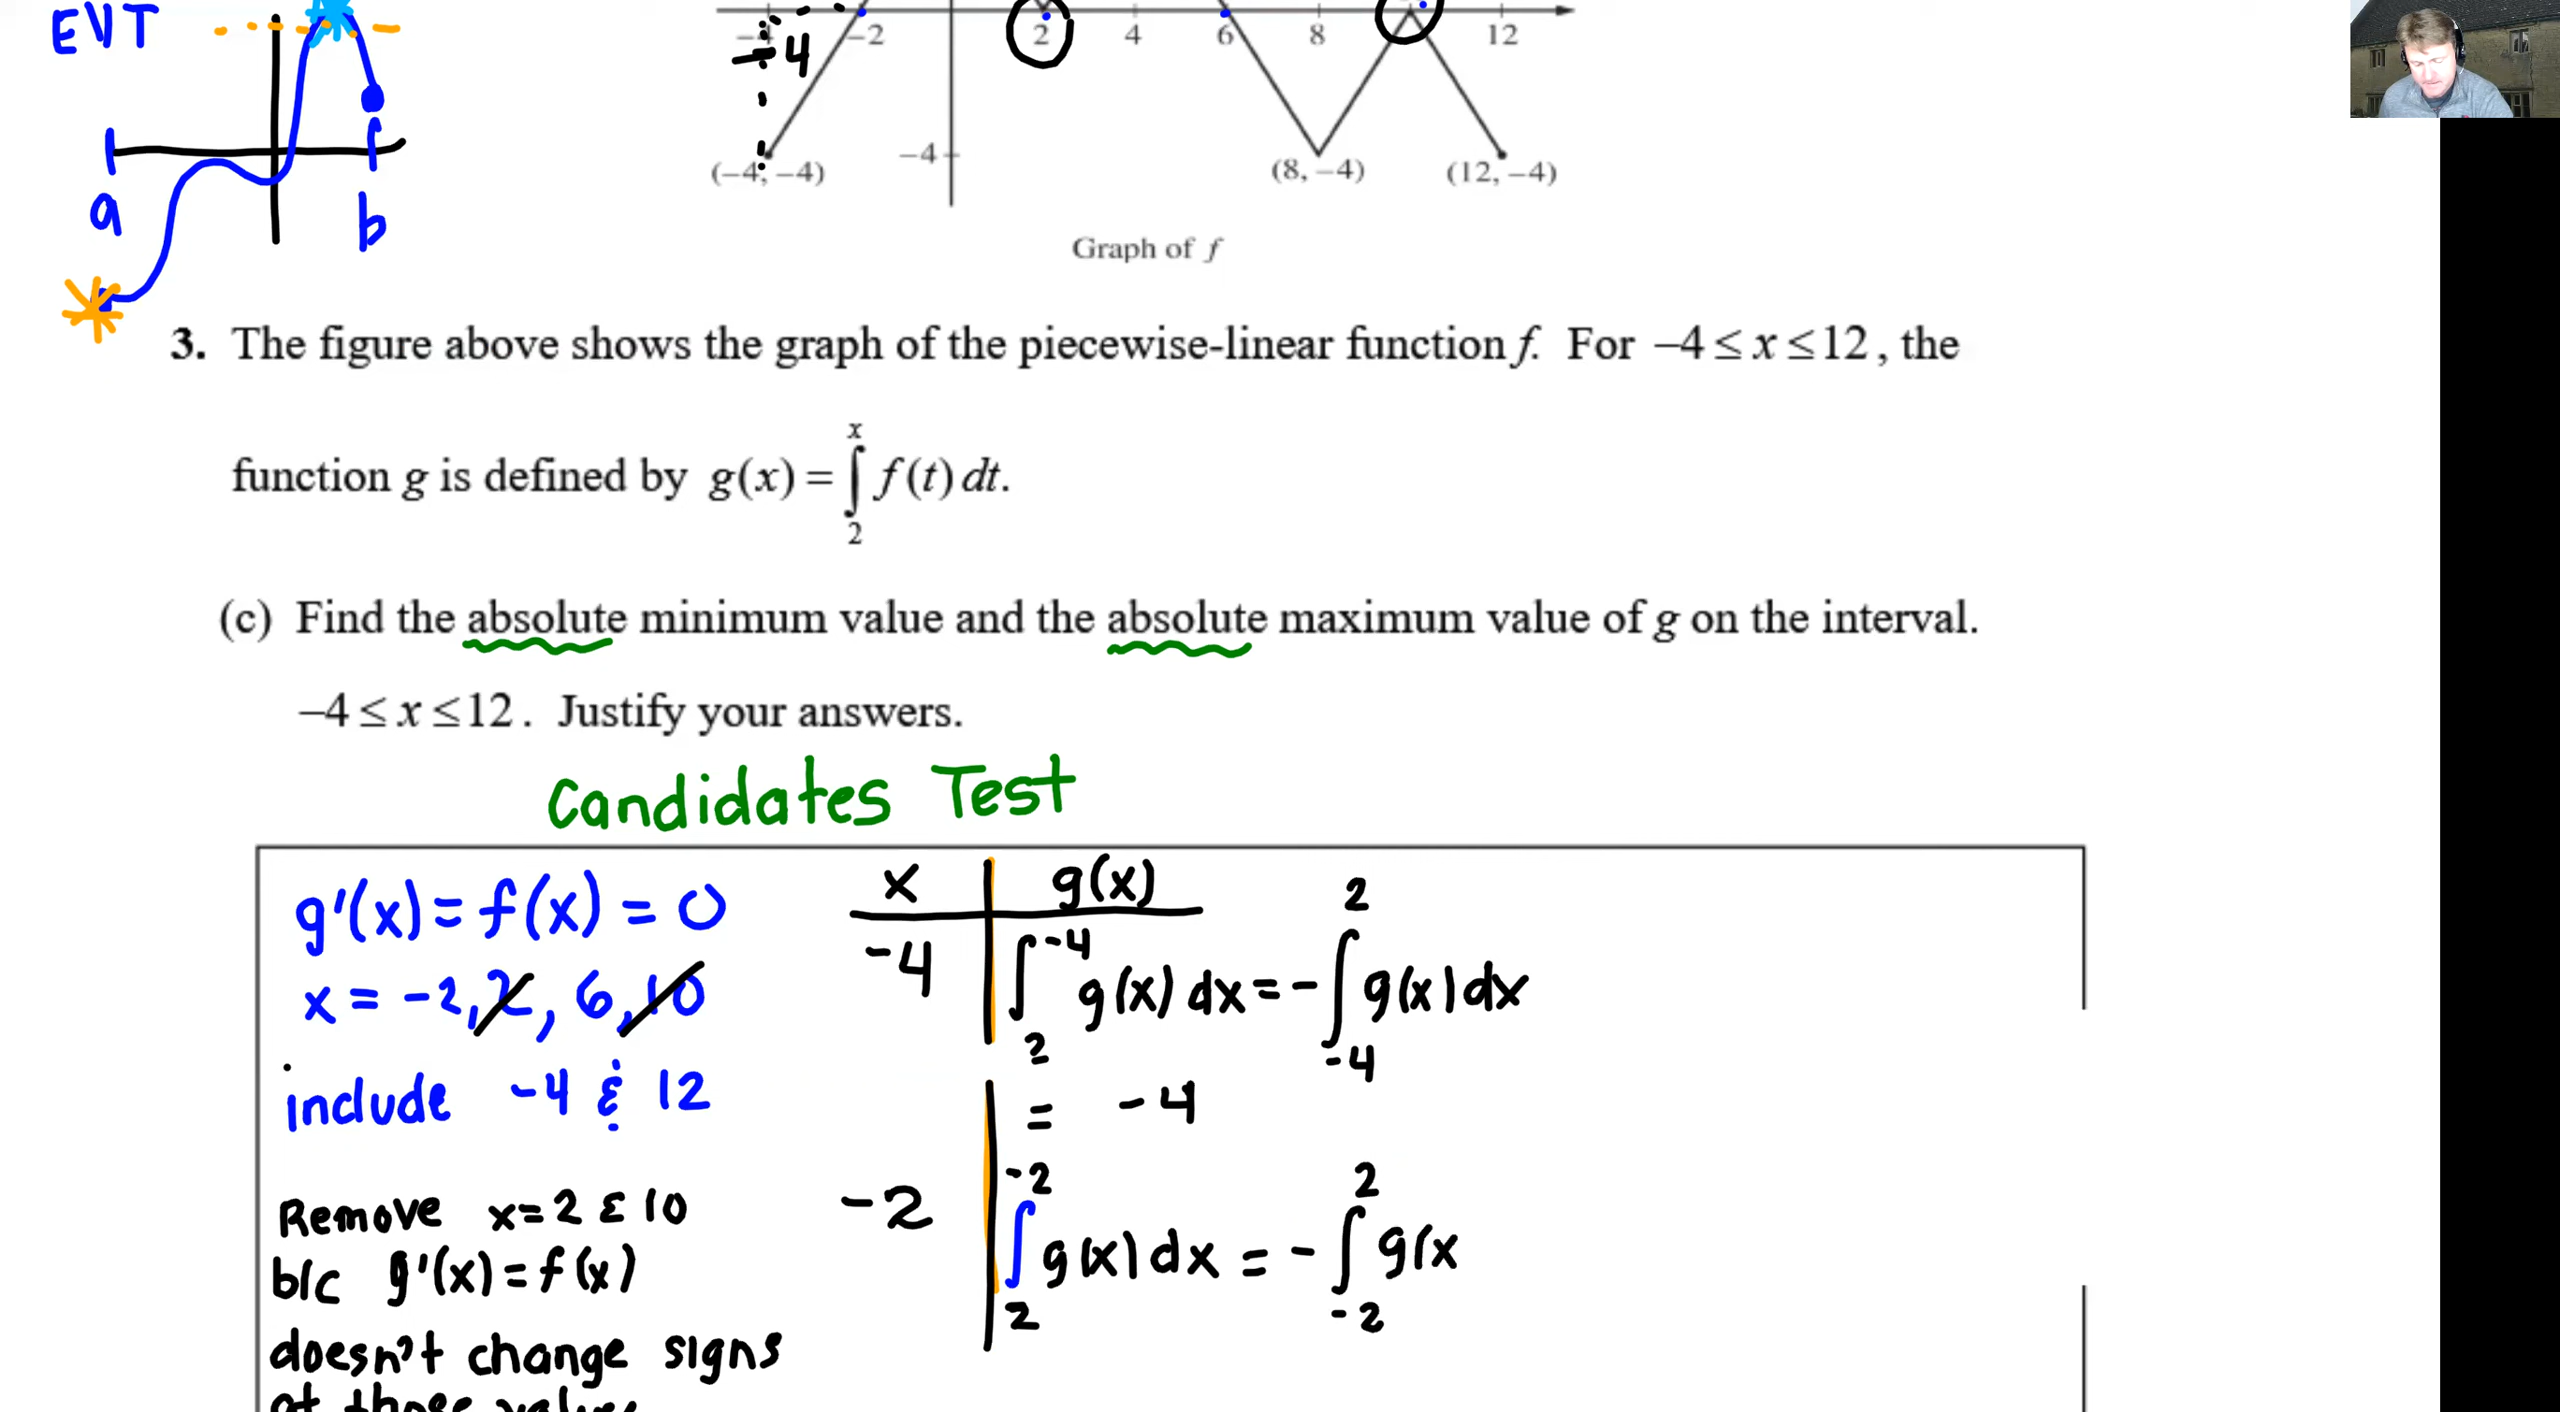 EVT
-4 -2 2 4 6 8 12
-4
a b
(−4, −4) −4 (8, −4) (12, −4)
Graph of f
3. The figure above shows the graph of the piecewise-linear function f. For −4 ≤ x ≤ 12, the
function g is defined by g(x) = ∫₂ˣ f(t) dt.
(c) Find the absolute minimum value and the absolute maximum value of g on the interval.
−4 ≤ x ≤ 12. Justify your answers.
Candidates Test
g'(x) = f(x) = 0
x = -2, 2, 6, 10
include -4 & 12
Remove x=2 & 10
b/c g'(x) = f(x)
doesn't change signs
at those values
x g(x)
-4 ∫₂⁻⁴ g(x) dx = - ∫₋₄² g(x) dx
= -4
-2 ∫₂⁻² g(x) dx = - ∫₋₂² g(x